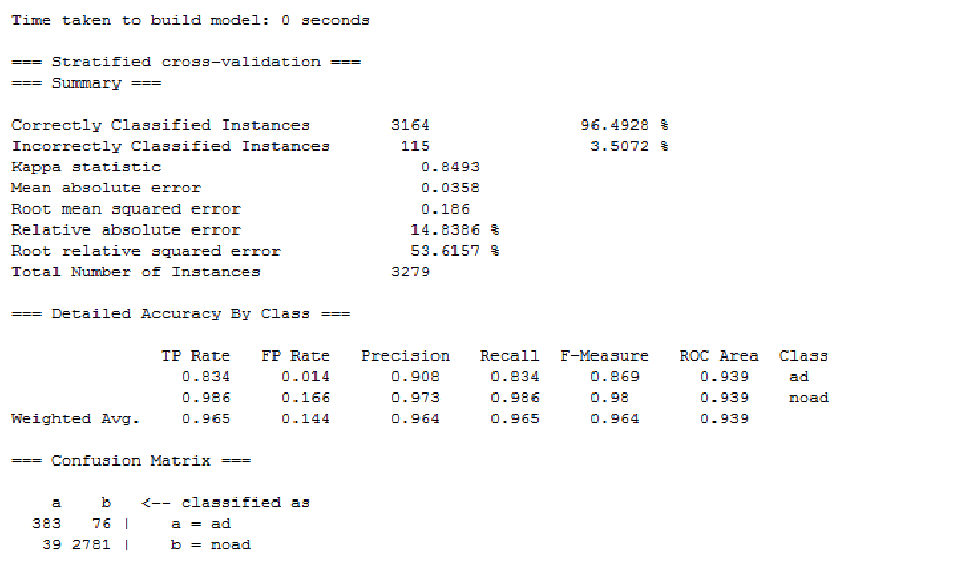 Time taken to build model: 0 seconds
=== Stratified cross-validation ===
=== Summary ===
Correctly Classified Instances 3164 96.4928 %
Incorrectly Classified Instances 115 3.5072 %
Kappa statistic 0.8493
Mean absolute error 0.0358
Root mean squared error 0.186
Relative absolute error 14.8386 %
Root relative squared error 53.6157 %
Total Number of Instances 3279
=== Detailed Accuracy By Class ===
TP Rate FP Rate Precision Recall F-Measure ROC Area Class
0.834 0.014 0.908 0.834 0.869 0.939 ad
0.986 0.166 0.973 0.986 0.98 0.939 noad
Weighted Avg. 0.965 0.144 0.964 0.965 0.964 0.939
=== Confusion Matrix ===
a b <-- classified as
383 76 | a = ad
39 2781 | b = noad